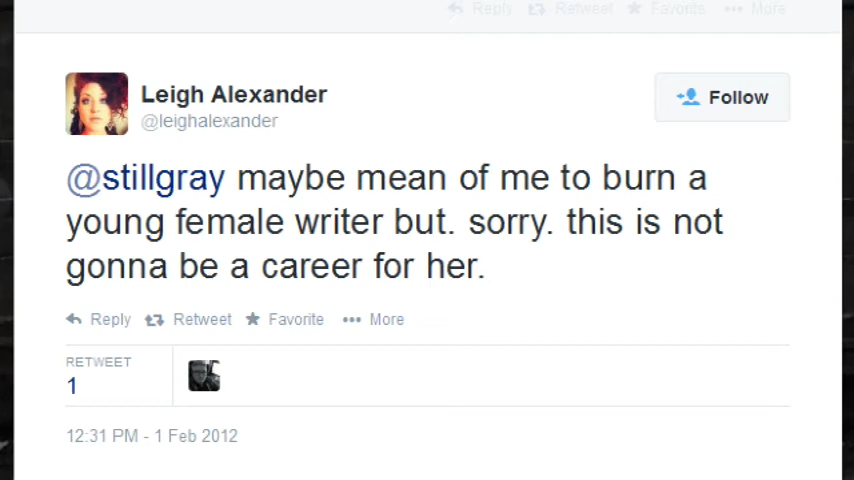 Reply Retweet Favorite More
Leigh Alexander
@leighalexander
Follow
@stillgray maybe mean of me to burn a
young female writer but. sorry. this is not
gonna be a career for her.
Reply Retweet Favorite More
RETWEET
1
12:31 PM - 1 Feb 2012